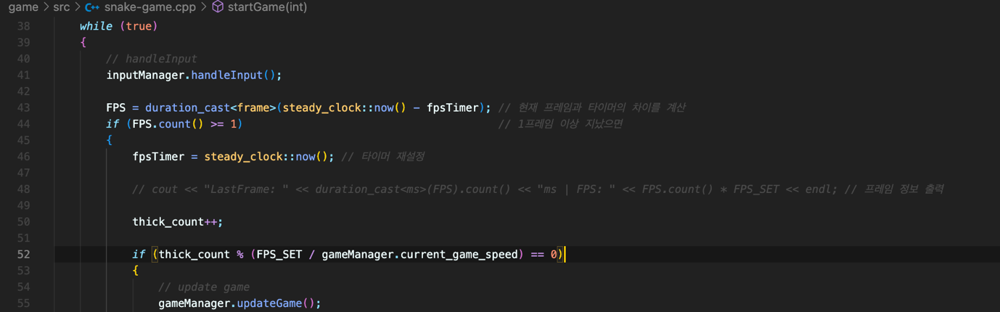 game > src > C++ snake-game.cpp > startGame(int)
38 while (true)
39 {
40 // handleInput
41 inputManager.handleInput();
42
43 FPS = duration_cast<frame>(steady_clock::now() - fpsTimer); // 현재 프레임과 타이머의 차이를 계산
44 if (FPS.count() >= 1) // 1프레임 이상 지났으면
45 {
46 fpsTimer = steady_clock::now(); // 타이머 재설정
47
48 // cout << "LastFrame: " << duration_cast<ms>(FPS).count() << "ms | FPS: " << FPS.count() * FPS_SET << endl; // 프레임 정보 출력
49
50 thick_count++;
51
52 if (thick_count % (FPS_SET / gameManager.current_game_speed) == 0)
53 {
54 // update game
55 gameManager.updateGame();